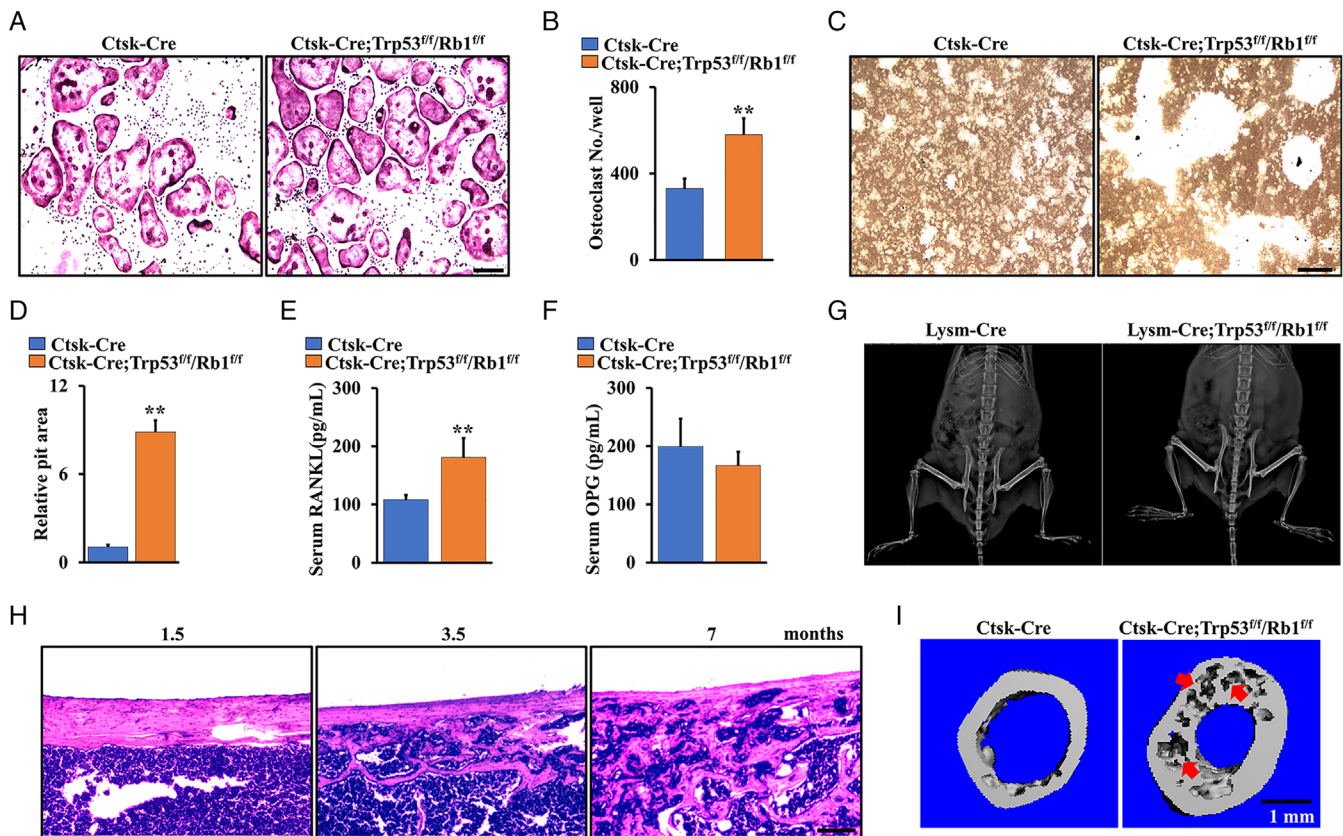 A
Ctsk-Cre
Ctsk-Cre;Trp53f/f/Rb1f/f
B
Ctsk-Cre
Ctsk-Cre;Trp53f/f/Rb1f/f
Osteoclast No./well
800
400
0
**
C
Ctsk-Cre
Ctsk-Cre;Trp53f/f/Rb1f/f
D
Ctsk-Cre
Ctsk-Cre;Trp53f/f/Rb1f/f
Relative pit area
12
6
0
**
E
Ctsk-Cre
Ctsk-Cre;Trp53f/f/Rb1f/f
Serum RANKL(pg/mL)
300
200
100
0
**
F
Ctsk-Cre
Ctsk-Cre;Trp53f/f/Rb1f/f
Serum OPG (pg/mL)
300
200
100
0
G
Lysm-Cre
Lysm-Cre;Trp53f/f/Rb1f/f
H
1.5
3.5
7
months
I
Ctsk-Cre
Ctsk-Cre;Trp53f/f/Rb1f/f
1 mm